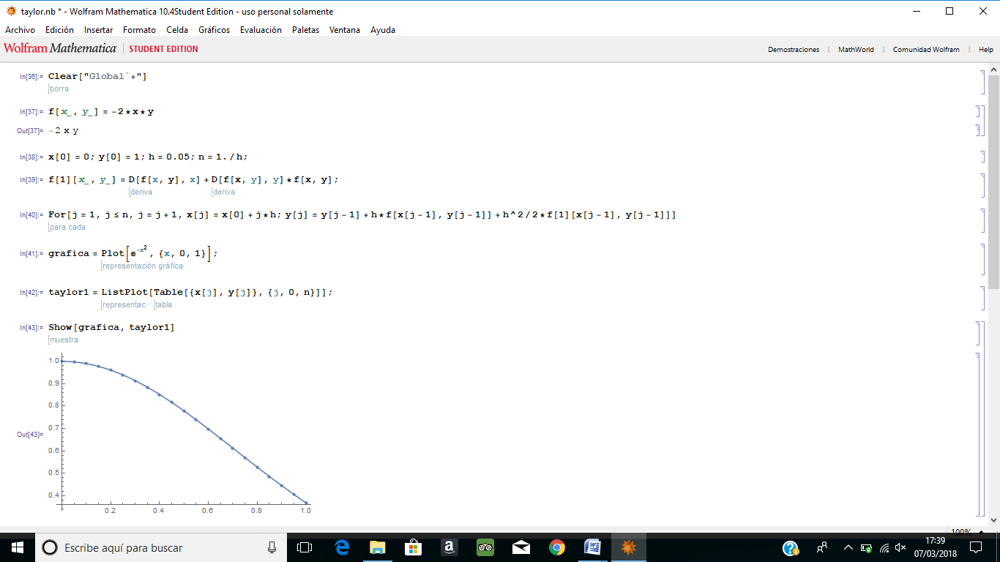 taylor.nb * - Wolfram Mathematica 10.4Student Edition - uso personal solamente
Archivo Edición Insertar Formato Celda Gráficos Evaluación Paletas Ventana Ayuda
Wolfram Mathematica | STUDENT EDITION Demostraciones | MathWorld | Comunidad Wolfram | Help
In[36]:= Clear["Global`*"]
borra
In[37]:= f[x_, y_] = -2*x*y
Out[37]= -2 x y
In[38]:= x[0] = 0; y[0] = 1; h = 0.05; n = 1./h;
In[39]:= f[1][x_, y_] = D[f[x, y], x] + D[f[x, y], y] * f[x, y];
deriva deriva
In[40]:= For[j = 1, j ≤ n, j = j + 1, x[j] = x[0] + j*h; y[j] = y[j - 1] + h*f[x[j - 1], y[j - 1]] + h^2/2*f[1][x[j - 1], y[j - 1]]]
para cada
In[41]:= grafica = Plot[e^-x^2, {x, 0, 1}];
representación gráfica
In[42]:= taylor1 = ListPlot[Table[{x[j], y[j]}, {j, 0, n}]];
representac·· tabla
In[43]:= Show[grafica, taylor1]
muestra
1.0
0.9
0.8
0.7
Out[43]=
0.6
0.5
0.4
0.2 0.4 0.6 0.8 1.0
100%
Escribe aquí para buscar
17:39
07/03/2018